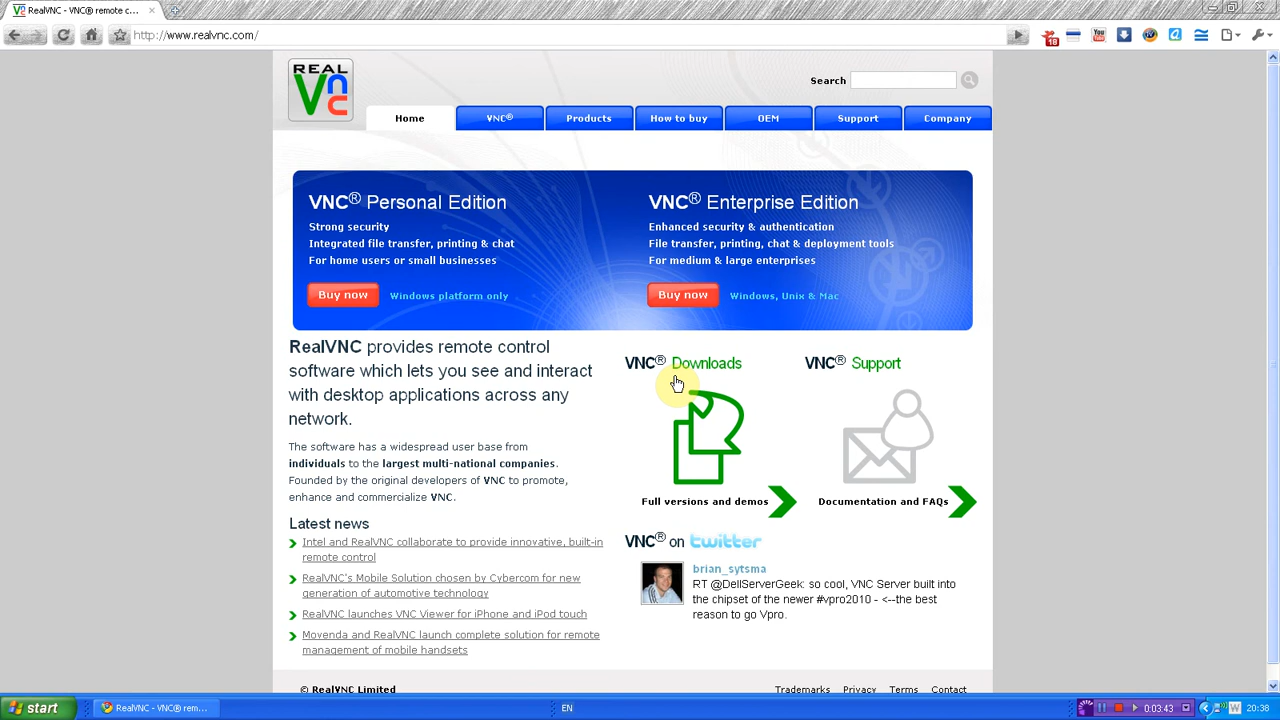 RealVNC - VNC® remote c...
http://www.realvnc.com/
18
You
REAL
VNC
Search
Home
VNC®
Products
How to buy
OEM
Support
Company
VNC® Personal Edition
Strong security
Integrated file transfer, printing & chat
For home users or small businesses
Buy now
Windows platform only
VNC® Enterprise Edition
Enhanced security & authentication
File transfer, printing, chat & deployment tools
For medium & large enterprises
Buy now
Windows, Unix & Mac
RealVNC provides remote control
software which lets you see and interact
with desktop applications across any
network.
The software has a widespread user base from
individuals to the largest multi-national companies.
Founded by the original developers of VNC to promote,
enhance and commercialize VNC.
Latest news
Intel and RealVNC collaborate to provide innovative, built-in
remote control
RealVNC's Mobile Solution chosen by Cybercom for new
generation of automotive technology
RealVNC launches VNC Viewer for iPhone and iPod touch
Movenda and RealVNC launch complete solution for remote
management of mobile handsets
VNC® Downloads
Full versions and demos
VNC® Support
Documentation and FAQs
VNC® on twitter
brian_sytsma
RT @DellServerGeek: so cool, VNC Server built into
the chipset of the newer #vpro2010 - <--the best
reason to go Vpro.
© RealVNC Limited
Trademarks
Privacy
Terms
Contact
start
RealVNC - VNC® rem...
EN
0:03:43
20:38